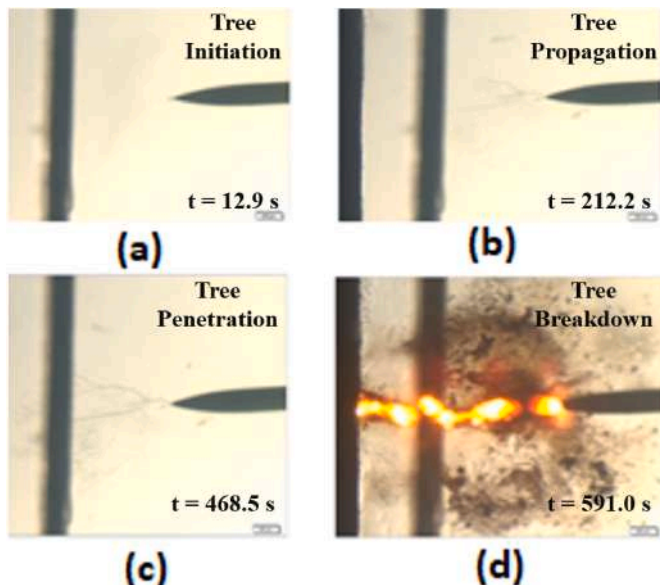 Tree
Initiation
t = 12.9 s
(a)
Tree
Propagation
t = 212.2 s
(b)
Tree
Penetration
t = 468.5 s
(c)
Tree
Breakdown
t = 591.0 s
(d)